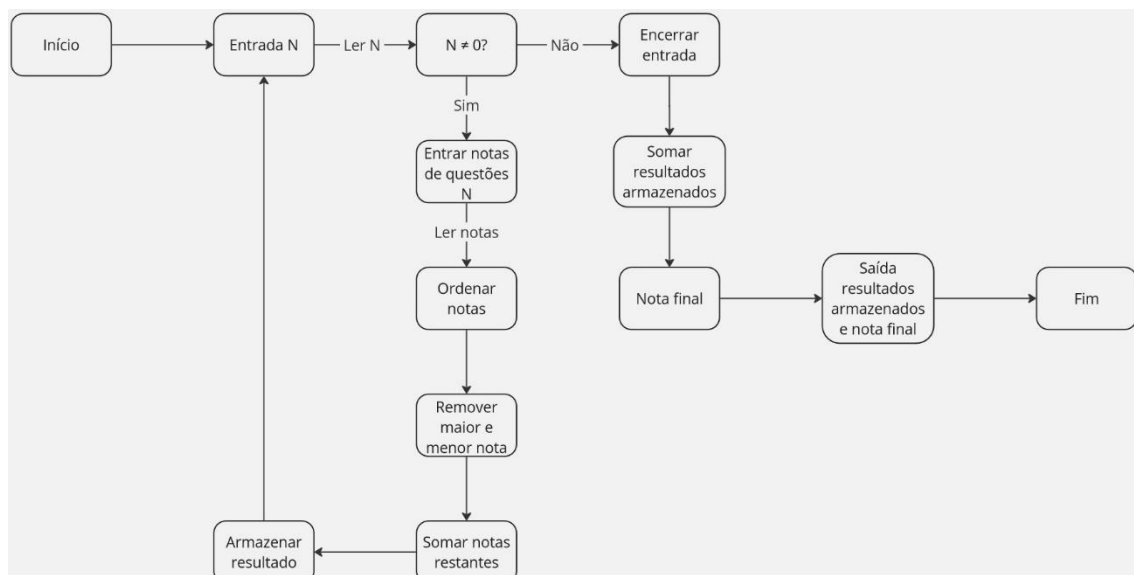 Início
Entrada N
Ler N
N ≠ 0?
Não
Encerrar
entrada
Sim
Entrar notas
de questões
N
Ler notas
Ordenar
notas
Remover
maior e
menor nota
Somar notas
restantes
Armazenar
resultado
Somar
resultados
armazenados
Nota final
Saída
resultados
armazenados
e nota final
Fim